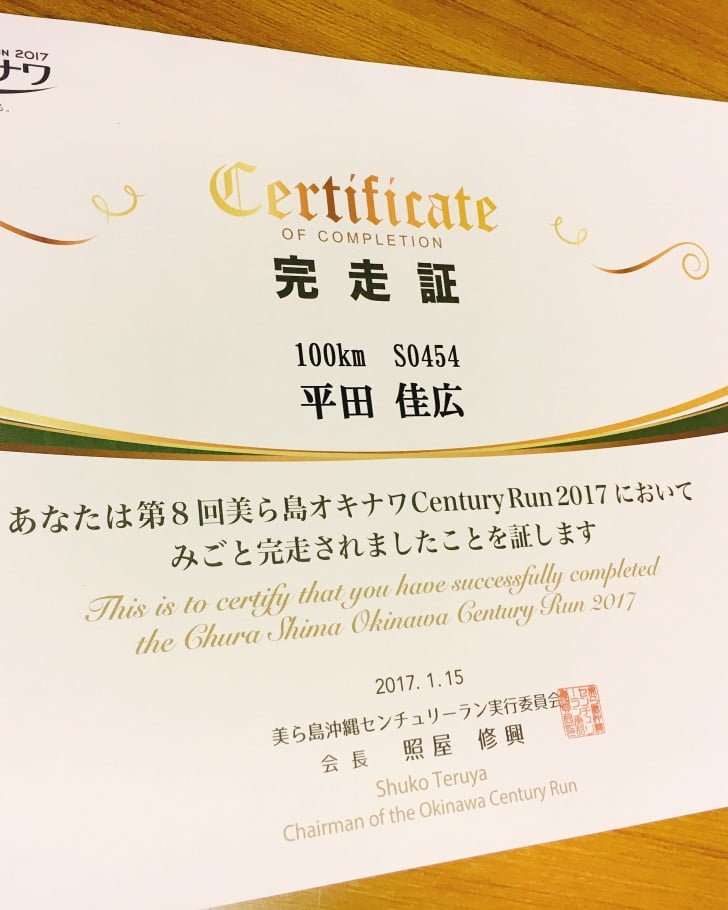 IN 2017
ナワ
Certificate
OF COMPLETION
完走証
100km S0454
平田 佳広
あなたは第8回美ら島オキナワCentury Run 2017 において
みごと完走されましたことを証します
This is to certify that you have successfully completed
the Chura Shima Okinawa Century Run 2017
2017. 1. 15
美ら島沖縄センチュリーラン実行委員会
会長 照屋 修興
Shuko Teruya
Chairman of the Okinawa Century Run